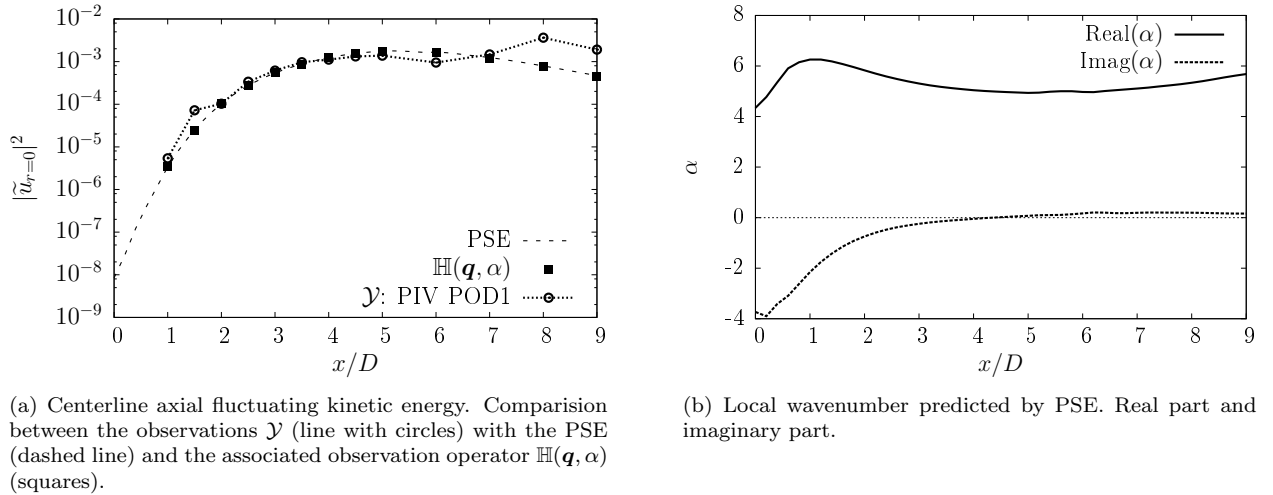 10⁻²
10⁻³
10⁻⁴
10⁻⁵
10⁻⁶
10⁻⁷
10⁻⁸
10⁻⁹
|ũ_{r=0}|²
PSE
ℍ(𝒒, α)
𝒴: PIV POD1
0 1 2 3 4 5 6 7 8 9
x/D
(a) Centerline axial fluctuating kinetic energy. Comparision
between the observations 𝒴 (line with circles) with the PSE
(dashed line) and the associated observation operator ℍ(𝒒, α)
(squares).
8
6
4
2
0
-2
-4
α
Real(α)
Imag(α)
0 1 2 3 4 5 6 7 8 9
x/D
(b) Local wavenumber predicted by PSE. Real part and
imaginary part.